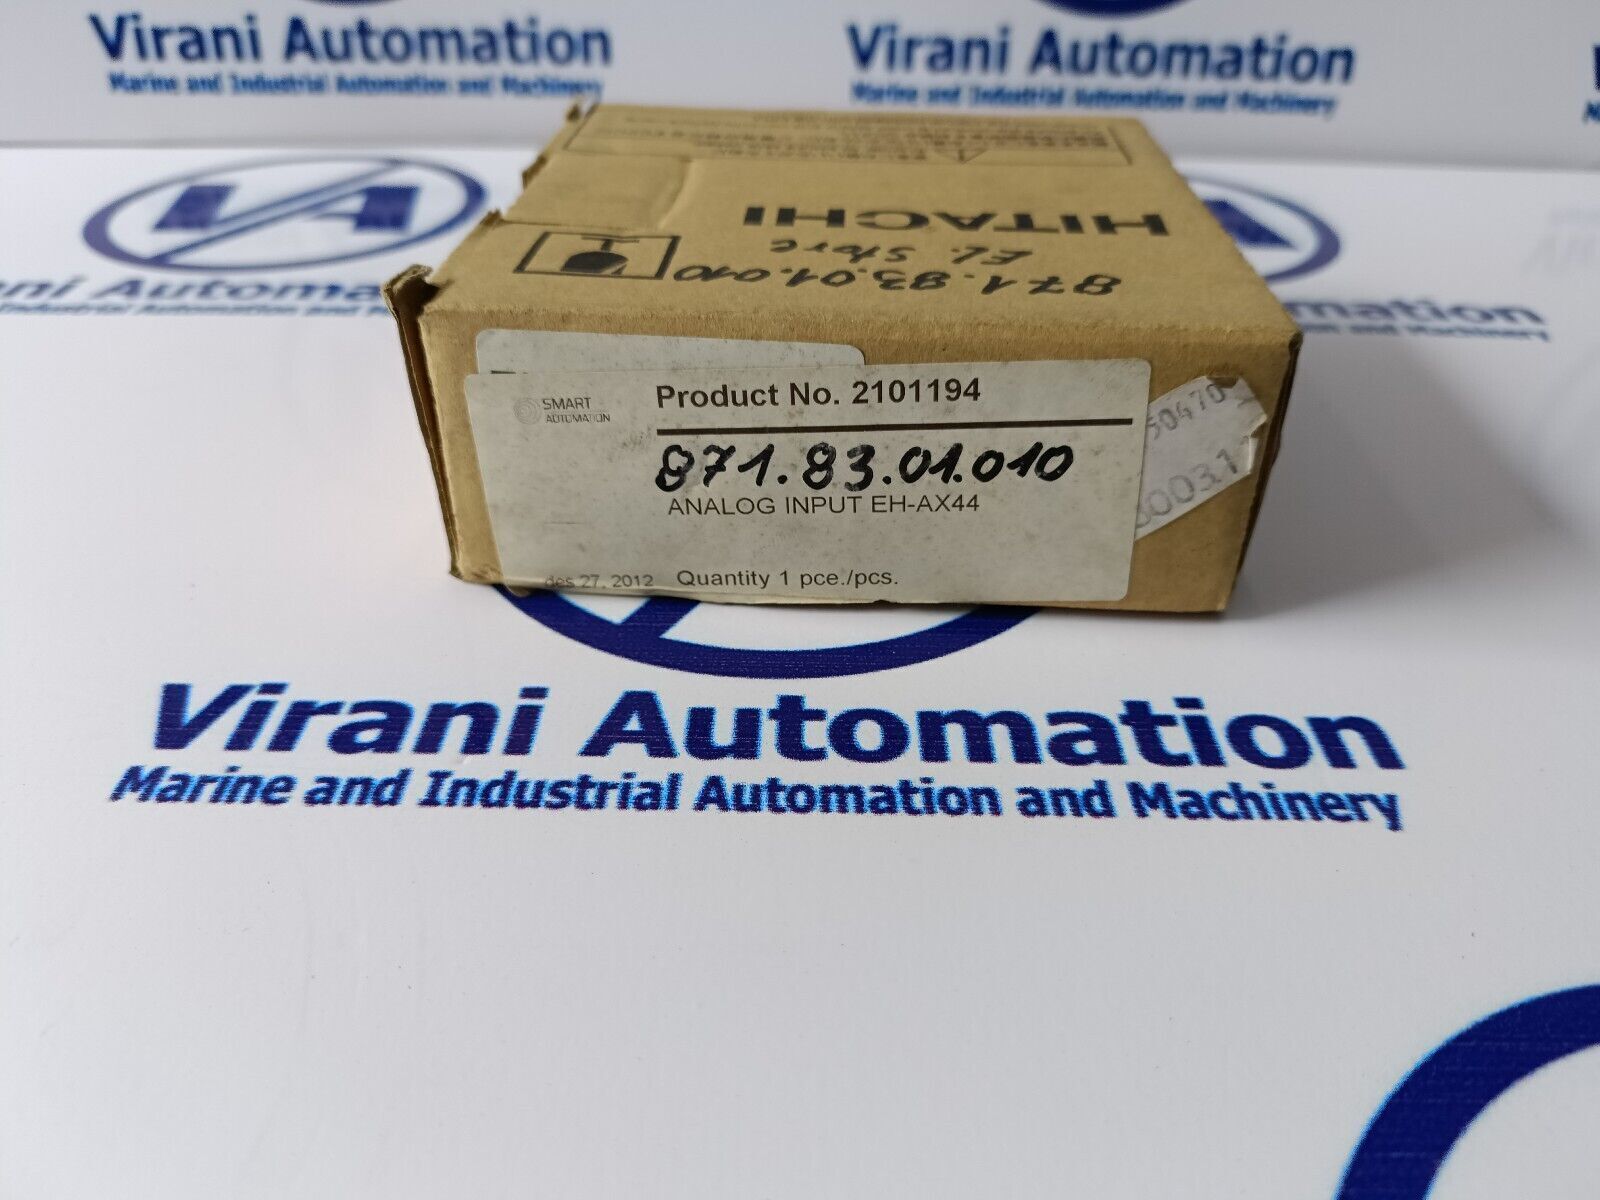 Virani Automation
Marine and Industrial Automation and Machinery
Virani Automation
Marine and Industrial Automation and Machinery
HITACHI
El. Store
871.83.01.010
SMART
AUTOMATION
Product No. 2101194
871.83.01.010
ANALOG INPUT EH-AX44
des 27, 2012
Quantity 1 pce./pcs.
50470
Virani Automation
Marine and Industrial Automation and Machinery